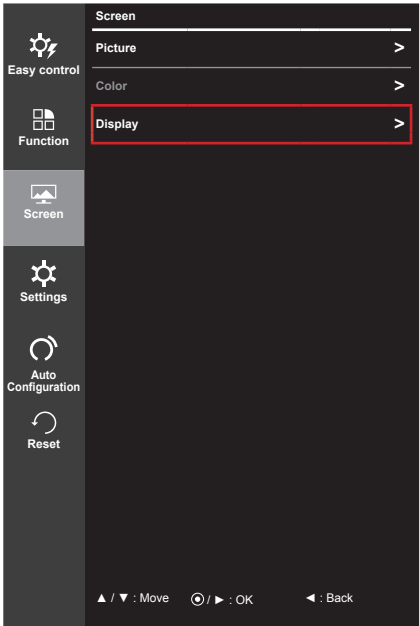 Screen
Picture >
Color >
Display >
Easy control
Function
Screen
Settings
Auto
Configuration
Reset
▲ / ▼ : Move ⦿ / ► : OK ◄ : Back